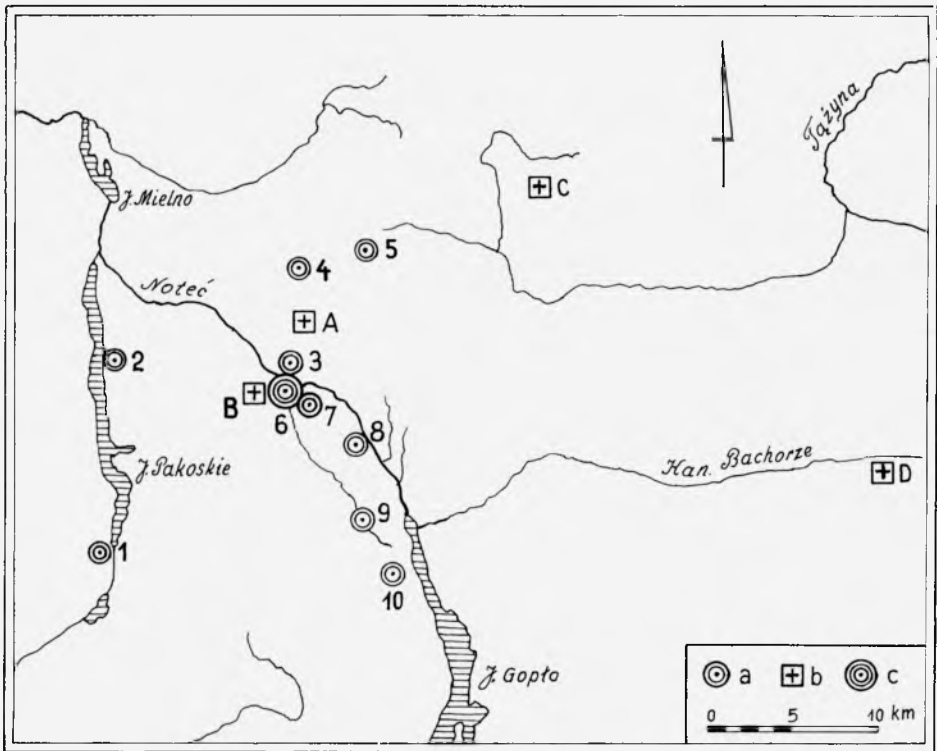 Tążyna
C
J. Mielno
5
4
Noteć
A
3
2
B
6
7
8
J. Pakoskie
Kan. Bachorze
D
9
1
10
J. Gopło
a b c
0 5 10 km